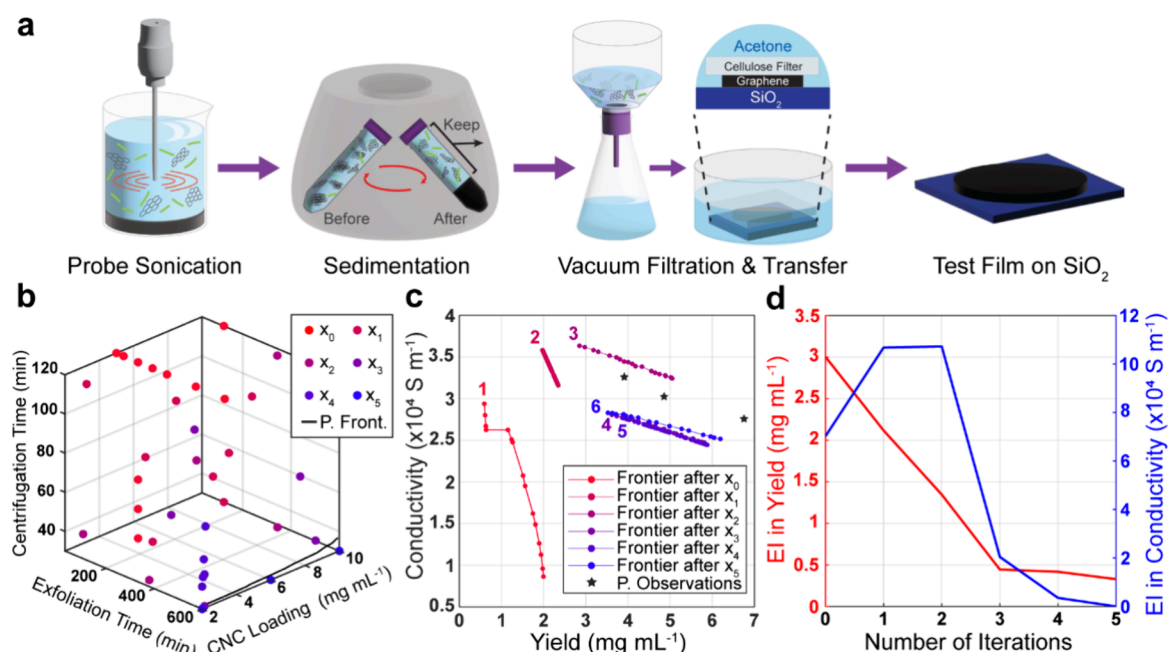 a
Acetone
Cellulose Filter
Graphene
SiO₂
Keep
Before
After
Probe Sonication
Sedimentation
Vacuum Filtration & Transfer
Test Film on SiO₂
b
Centrifugation Time (min)
120
100
80
60
40
200
400
600
Exfoliation Time (min)
2
4
6
8
10
CNC Loading (mg mL⁻¹)
x₀ x₁
x₂ x₃
x₄ x₅
P. Front.
c
Conductivity (x10⁴ S m⁻¹)
4
3.5
3
2.5
2
1.5
1
0.5
0 1 2 3 4 5 6 7
Yield (mg mL⁻¹)
1
2
3
6
4
5
Frontier after x₀
Frontier after x₁
Frontier after x₂
Frontier after x₃
Frontier after x₄
Frontier after x₅
P. Observations
d
EI in Yield (mg mL⁻¹)
3.5
3
2.5
2
1.5
1
0.5
0
0 1 2 3 4 5
Number of Iterations
12
10
8
6
4
2
0
EI in Conductivity (x10⁴ S m⁻¹)